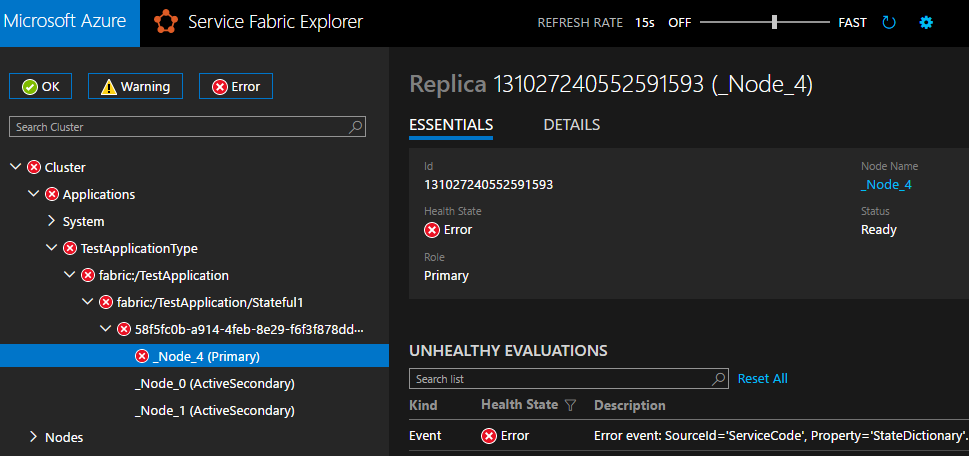 Microsoft Azure
Service Fabric Explorer
REFRESH RATE 15s OFF FAST
OK
Warning
Error
Search Cluster
Cluster
Applications
System
TestApplicationType
fabric:/TestApplication
fabric:/TestApplication/Stateful1
58f5fc0b-a914-4feb-8e29-f6f3f878dd···
_Node_4 (Primary)
_Node_0 (ActiveSecondary)
_Node_1 (ActiveSecondary)
Nodes
Replica 131027240552591593 (_Node_4)
ESSENTIALS DETAILS
Id
131027240552591593
Node Name
_Node_4
Health State
Error
Status
Ready
Role
Primary
UNHEALTHY EVALUATIONS
Search list
Reset All
Kind Health State Description
Event Error Error event: SourceId='ServiceCode', Property='StateDictionary'.